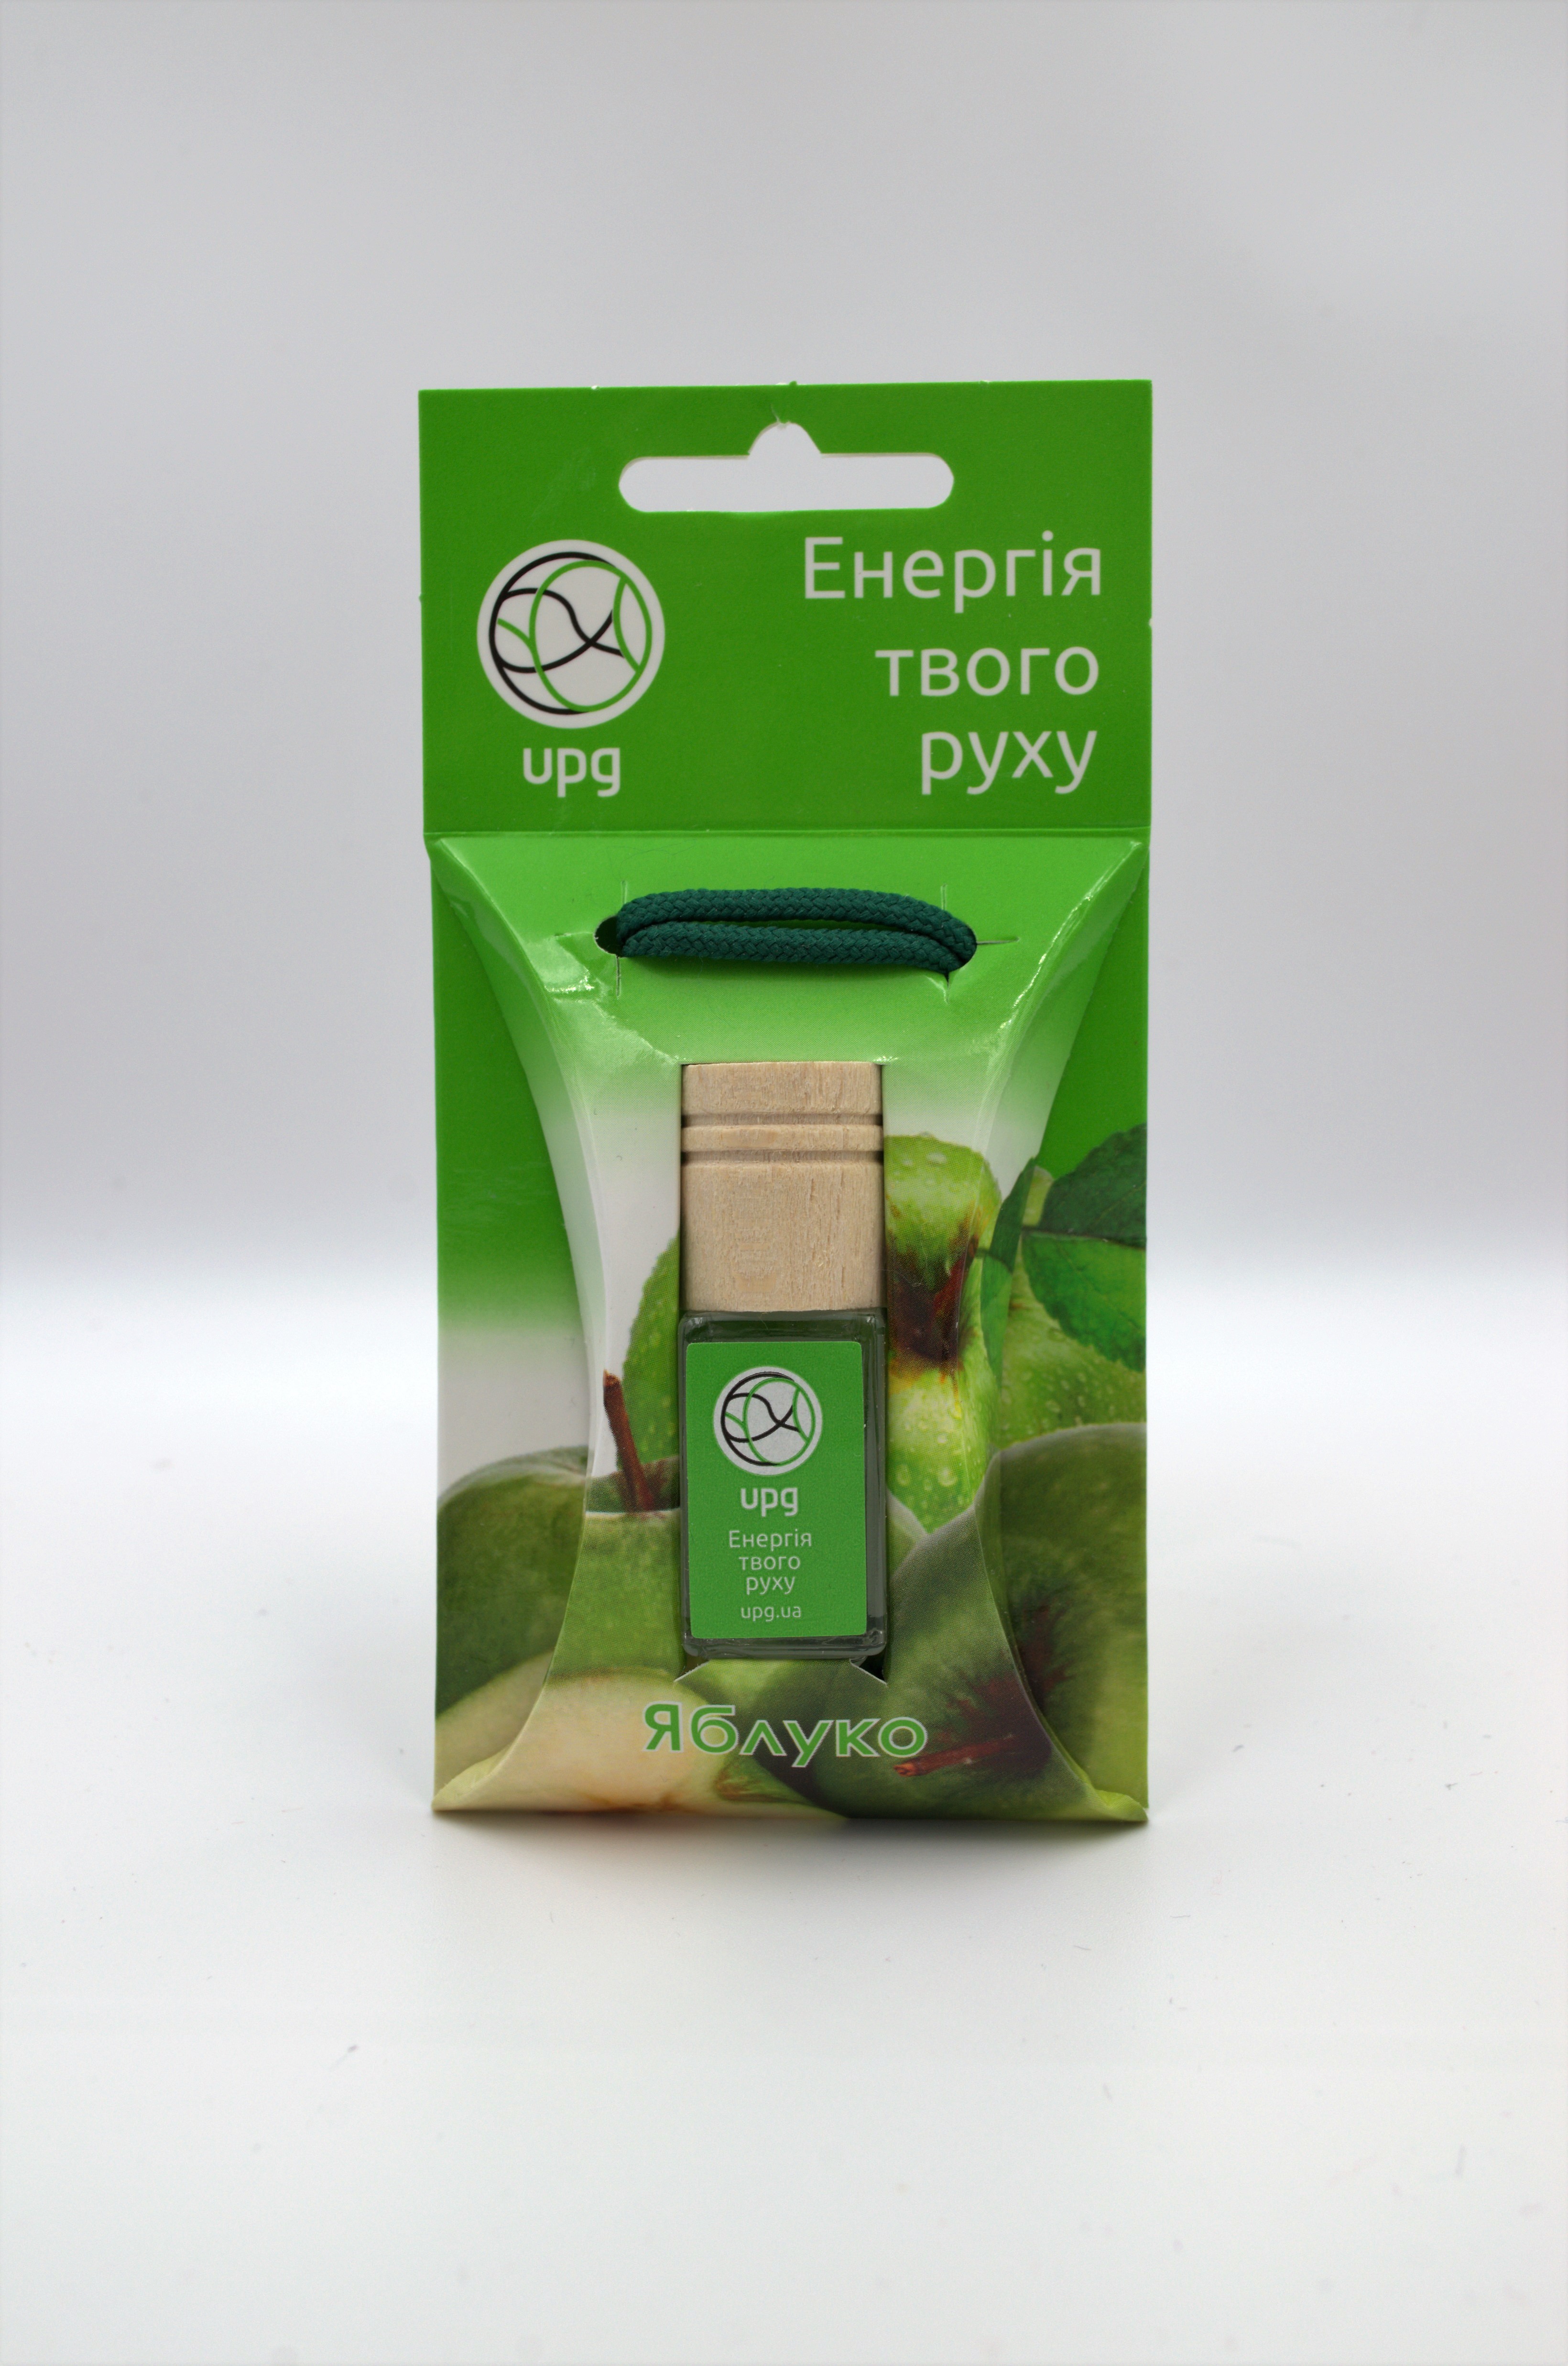 upg
Енергія
твого
руху
upg
Енергія
твого
руху
upg.ua
Яблуко